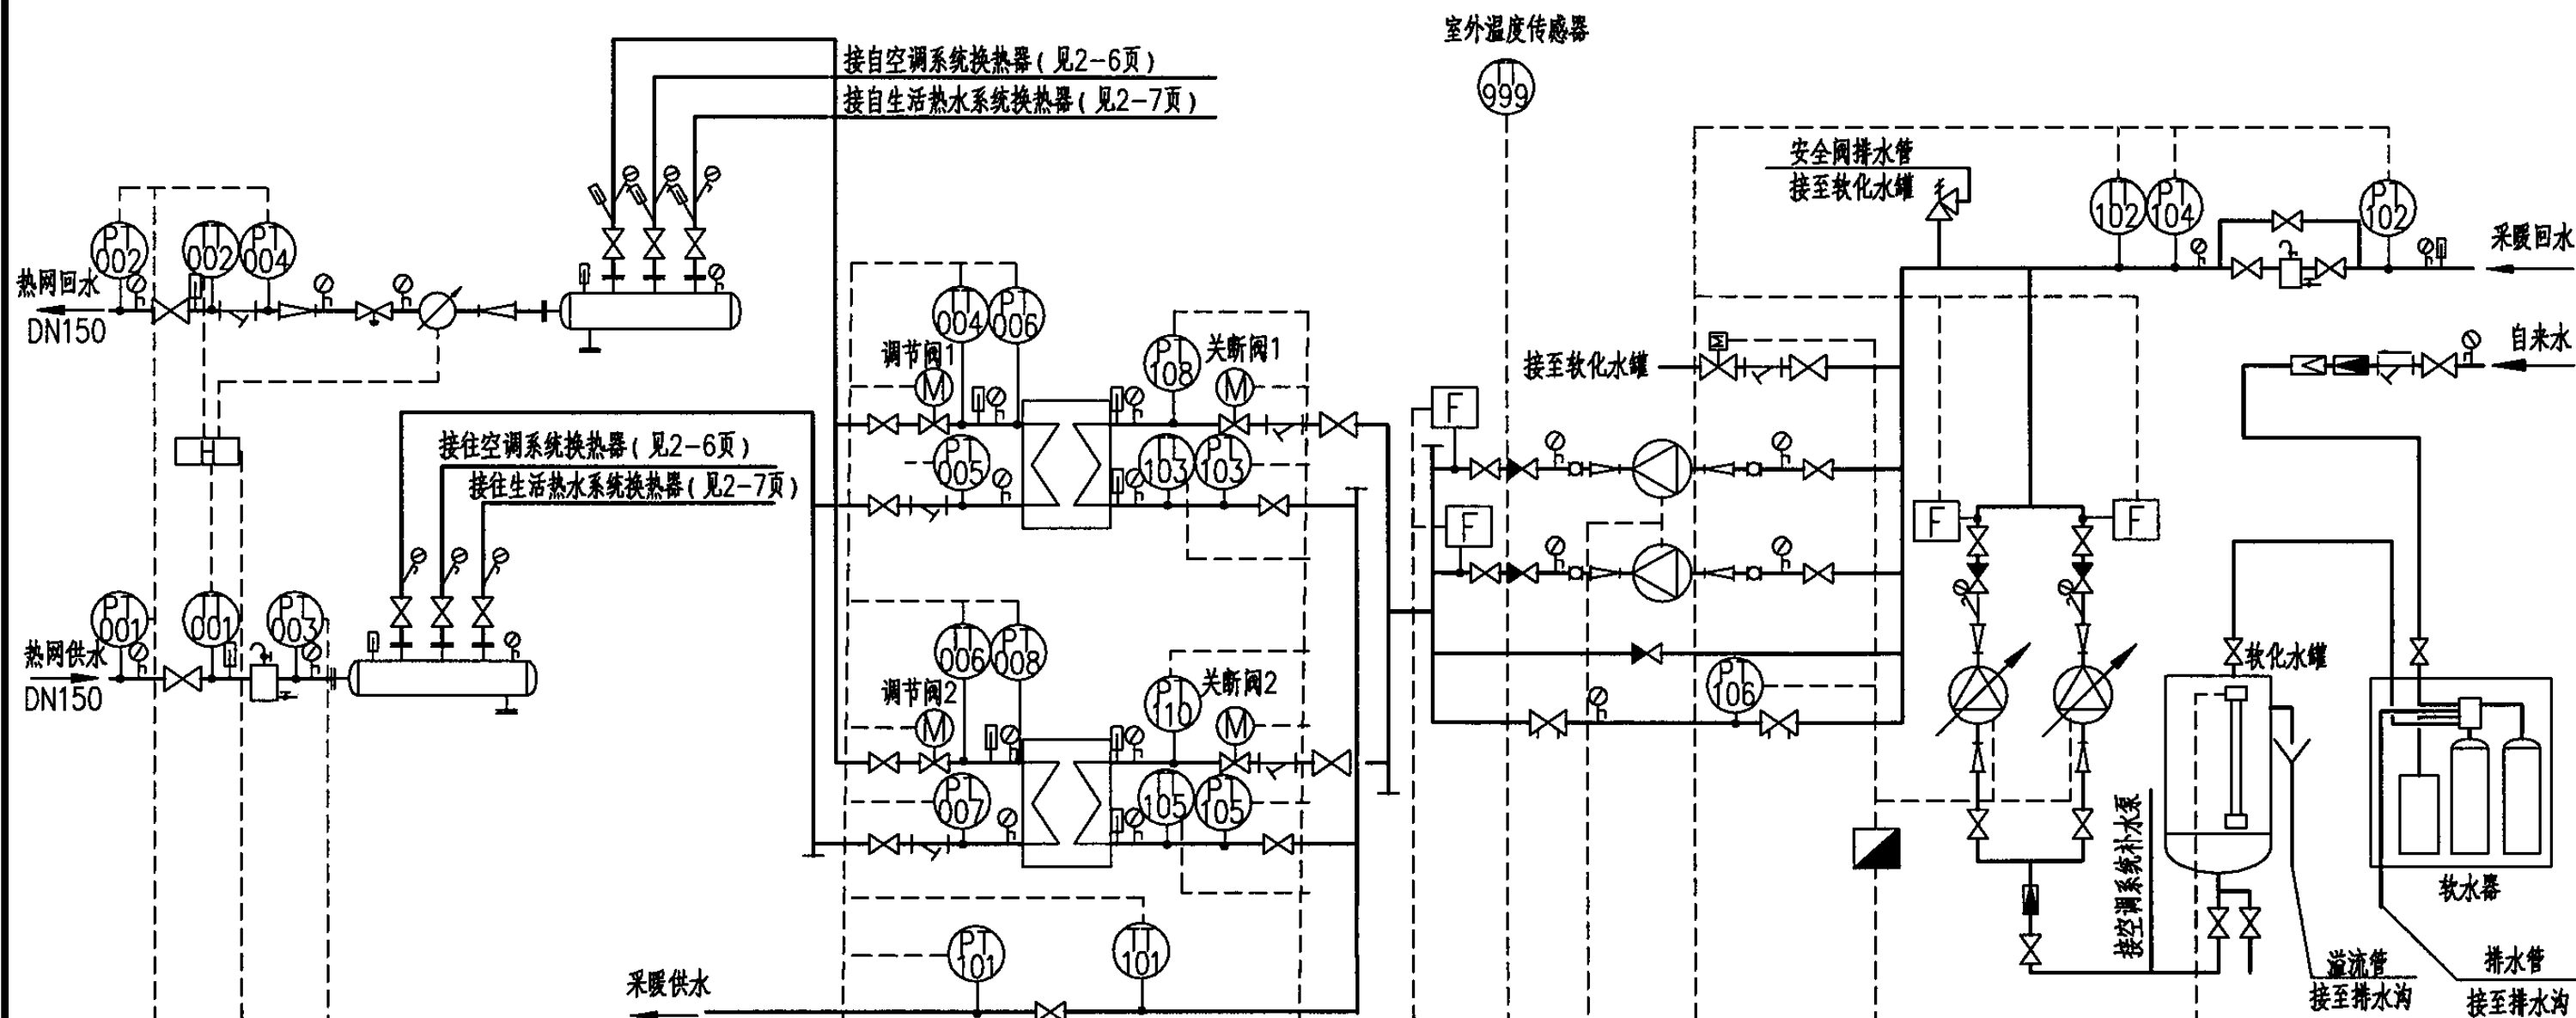 室外温度传感器
TT
999
接自空调系统换热器(见2-6页)
接自生活热水系统换热器(见2-7页)
安全阀排水管
接至软化水罐
TT
102
PT
104
PT
102
采暖回水
PT
002
TT
002
PT
004
热网回水
DN150
TT
004
PT
006
调节阀1
M
PT
108
关断阀1
M
接至软化水罐
M
自来水
F
接往空调系统换热器(见2-6页)
接往生活热水系统换热器(见2-7页)
H
PT
005
TT
103
PT
103
F
F
F
PT
001
TT
001
PT
003
热网供水
DN150
TT
006
PT
008
调节阀2
M
PT
110
关断阀2
M
PT
106
软化水罐
PT
007
TT
105
PT
105
接空调系统补水泵
软水器
PT
101
TT
101
采暖供水
溢流管
接至排水沟
排水管
接至排水沟